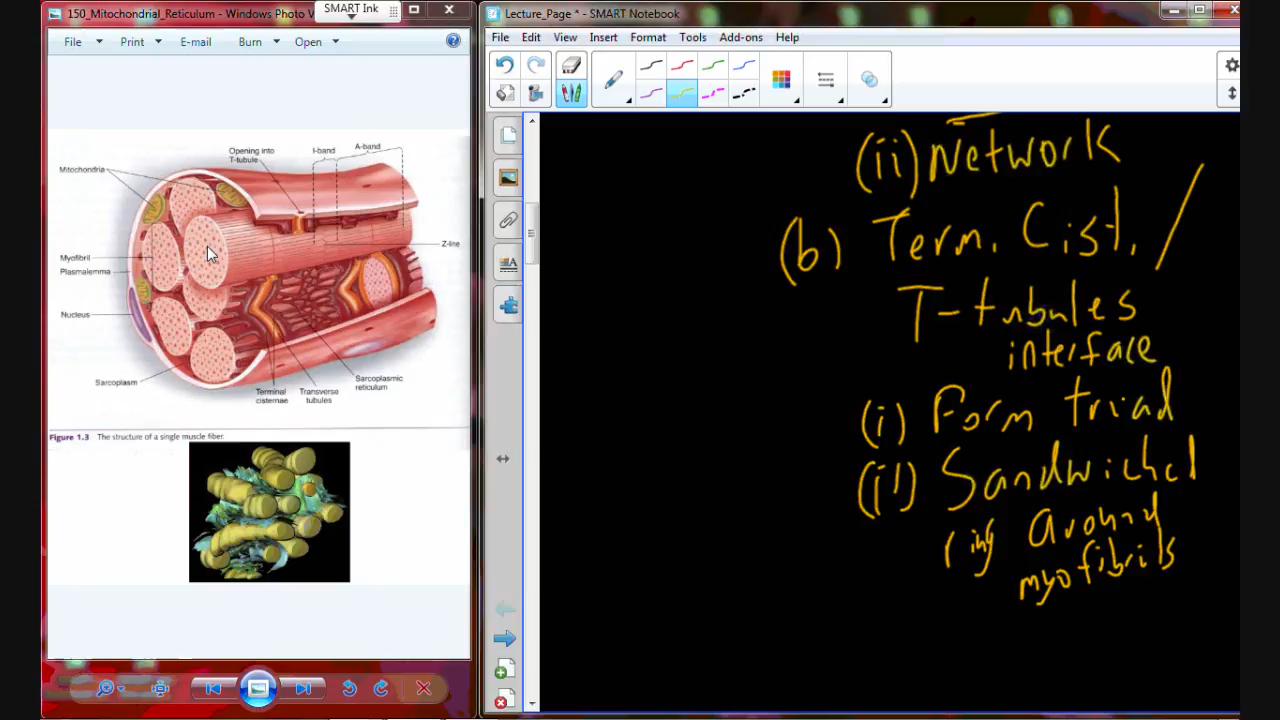 150_Mitochondrial_Reticulum - Windows Photo V
SMART Ink
File Print E-mail Burn Open
Opening into
T-tubule
I-band
A-band
Mitochondria
Z-line
Myofibril
Plasmalemma
Nucleus
Sarcoplasm
Terminal
cisternae
Transverse
tubules
Sarcoplasmic
reticulum
Figure 1.3 The structure of a single muscle fiber.
Lecture_Page * - SMART Notebook
File Edit View Insert Format Tools Add-ons Help
(ii) Network
(b) Term. Cist. /
T-tubules
interface
(i) Form triad
(ii) Sandwiched
ring around
myofibrils